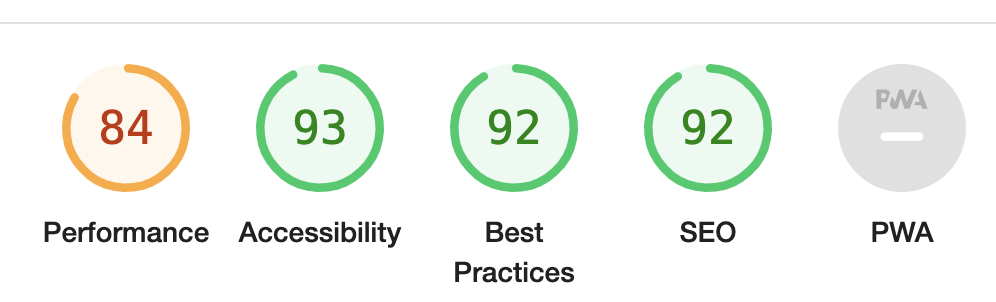 84
93
92
92
PWA
Performance
Accessibility
Best
Practices
SEO
PWA